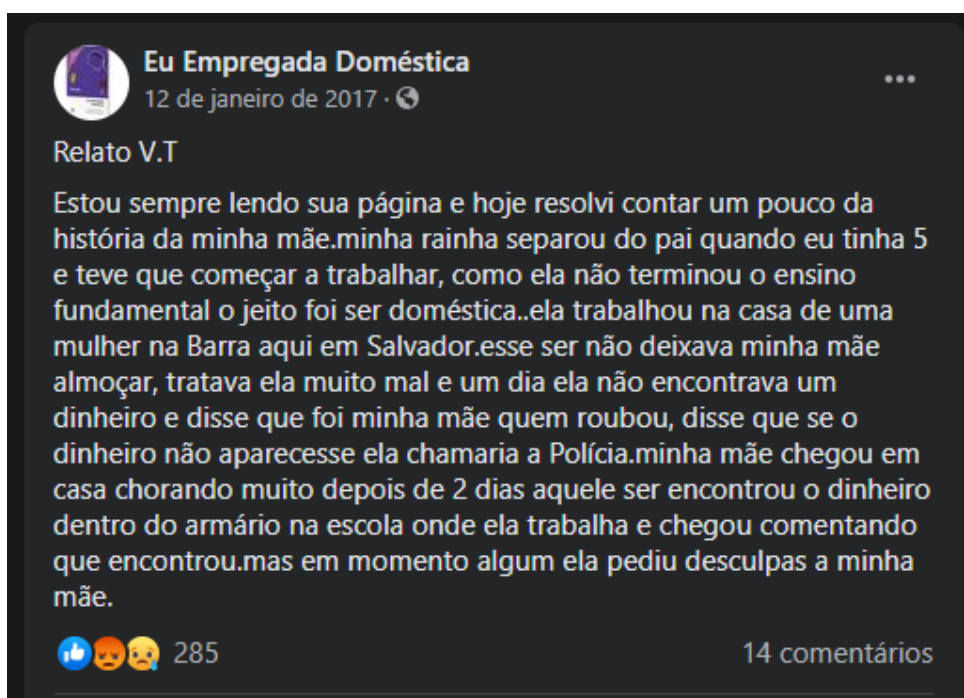 Eu Empregada Doméstica
12 de janeiro de 2017 ·
Relato V.T
Estou sempre lendo sua página e hoje resolvi contar um pouco da
história da minha mãe.minha rainha separou do pai quando eu tinha 5
e teve que começar a trabalhar, como ela não terminou o ensino
fundamental o jeito foi ser doméstica..ela trabalhou na casa de uma
mulher na Barra aqui em Salvador.esse ser não deixava minha mãe
almoçar, tratava ela muito mal e um dia ela não encontrava um
dinheiro e disse que foi minha mãe quem roubou, disse que se o
dinheiro não aparecesse ela chamaria a Polícia.minha mãe chegou em
casa chorando muito depois de 2 dias aquele ser encontrou o dinheiro
dentro do armário na escola onde ela trabalha e chegou comentando
que encontrou.mas em momento algum ela pediu desculpas a minha
mãe.
285 14 comentários